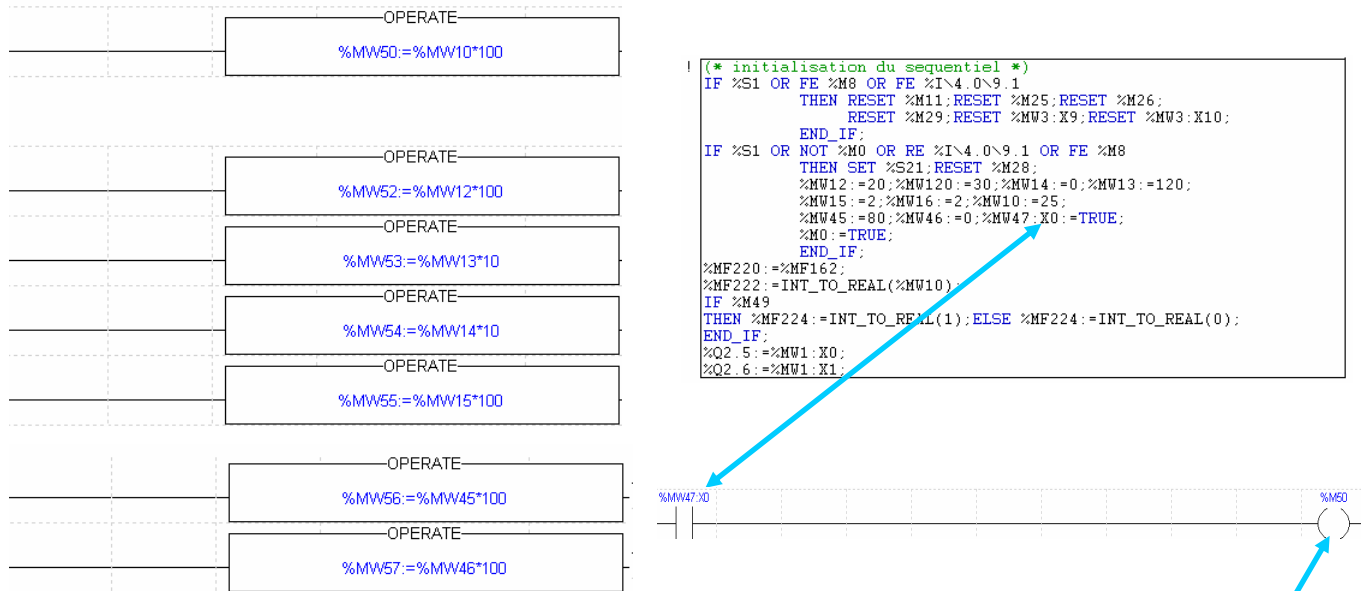 OPERATE
%MW50:=%MW10*100
OPERATE
%MW52:=%MW12*100
OPERATE
%MW53:=%MW13*10
OPERATE
%MW54:=%MW14*10
OPERATE
%MW55:=%MW15*100
OPERATE
%MW56:=%MW45*100
OPERATE
%MW57:=%MW46*100
! (* initialisation du sequentiel *)
IF %S1 OR FE %M8 OR FE %I\4.0\9.1
THEN RESET %M11;RESET %M25;RESET %M26;
RESET %M29;RESET %MW3:X9;RESET %MW3:X10;
END_IF;
IF %S1 OR NOT %M0 OR RE %I\4.0\9.1 OR FE %M8
THEN SET %S21;RESET %M28;
%MW12:=20;%MW120:=30;%MW14:=0;%MW13:=120;
%MW15:=2;%MW16:=2;%MW10:=25;
%MW45:=80;%MW46:=0;%MW47:X0:=TRUE;
%M0:=TRUE;
END_IF;
%MF220:=%MF162;
%MF222:=INT_TO_REAL(%MW10);
IF %M49
THEN %MF224:=INT_TO_REAL(1);ELSE %MF224:=INT_TO_REAL(0);
END_IF;
%Q2.5:=%MW1:X0;
%Q2.6:=%MW1:X1;
%MW47:X0 %M50